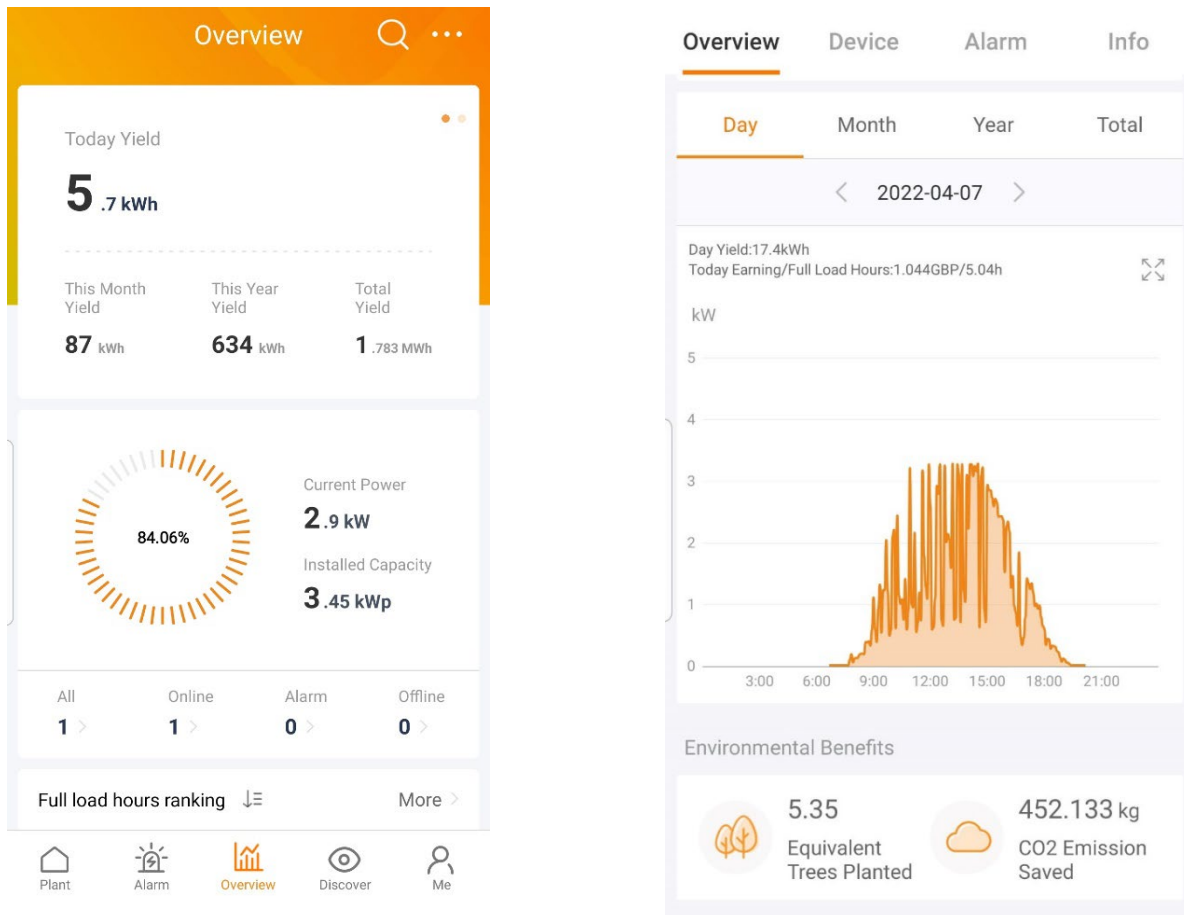 Overview
Today Yield
5 .7 kWh
This Month Yield
This Year Yield
Total Yield
87 kWh
634 kWh
1 .783 MWh
84.06%
Current Power
2 .9 kW
Installed Capacity
3 .45 kWp
All
Online
Alarm
Offline
1
1
0
0
Full load hours ranking
More
Plant
Alarm
Overview
Discover
Me
Overview
Device
Alarm
Info
Day
Month
Year
Total
2022-04-07
Day Yield:17.4kWh
Today Earning/Full Load Hours:1.044GBP/5.04h
kW
5
4
3
2
1
0
3:00
6:00
9:00
12:00
15:00
18:00
21:00
Environmental Benefits
5.35
Equivalent
Trees Planted
452.133 kg
CO2 Emission
Saved